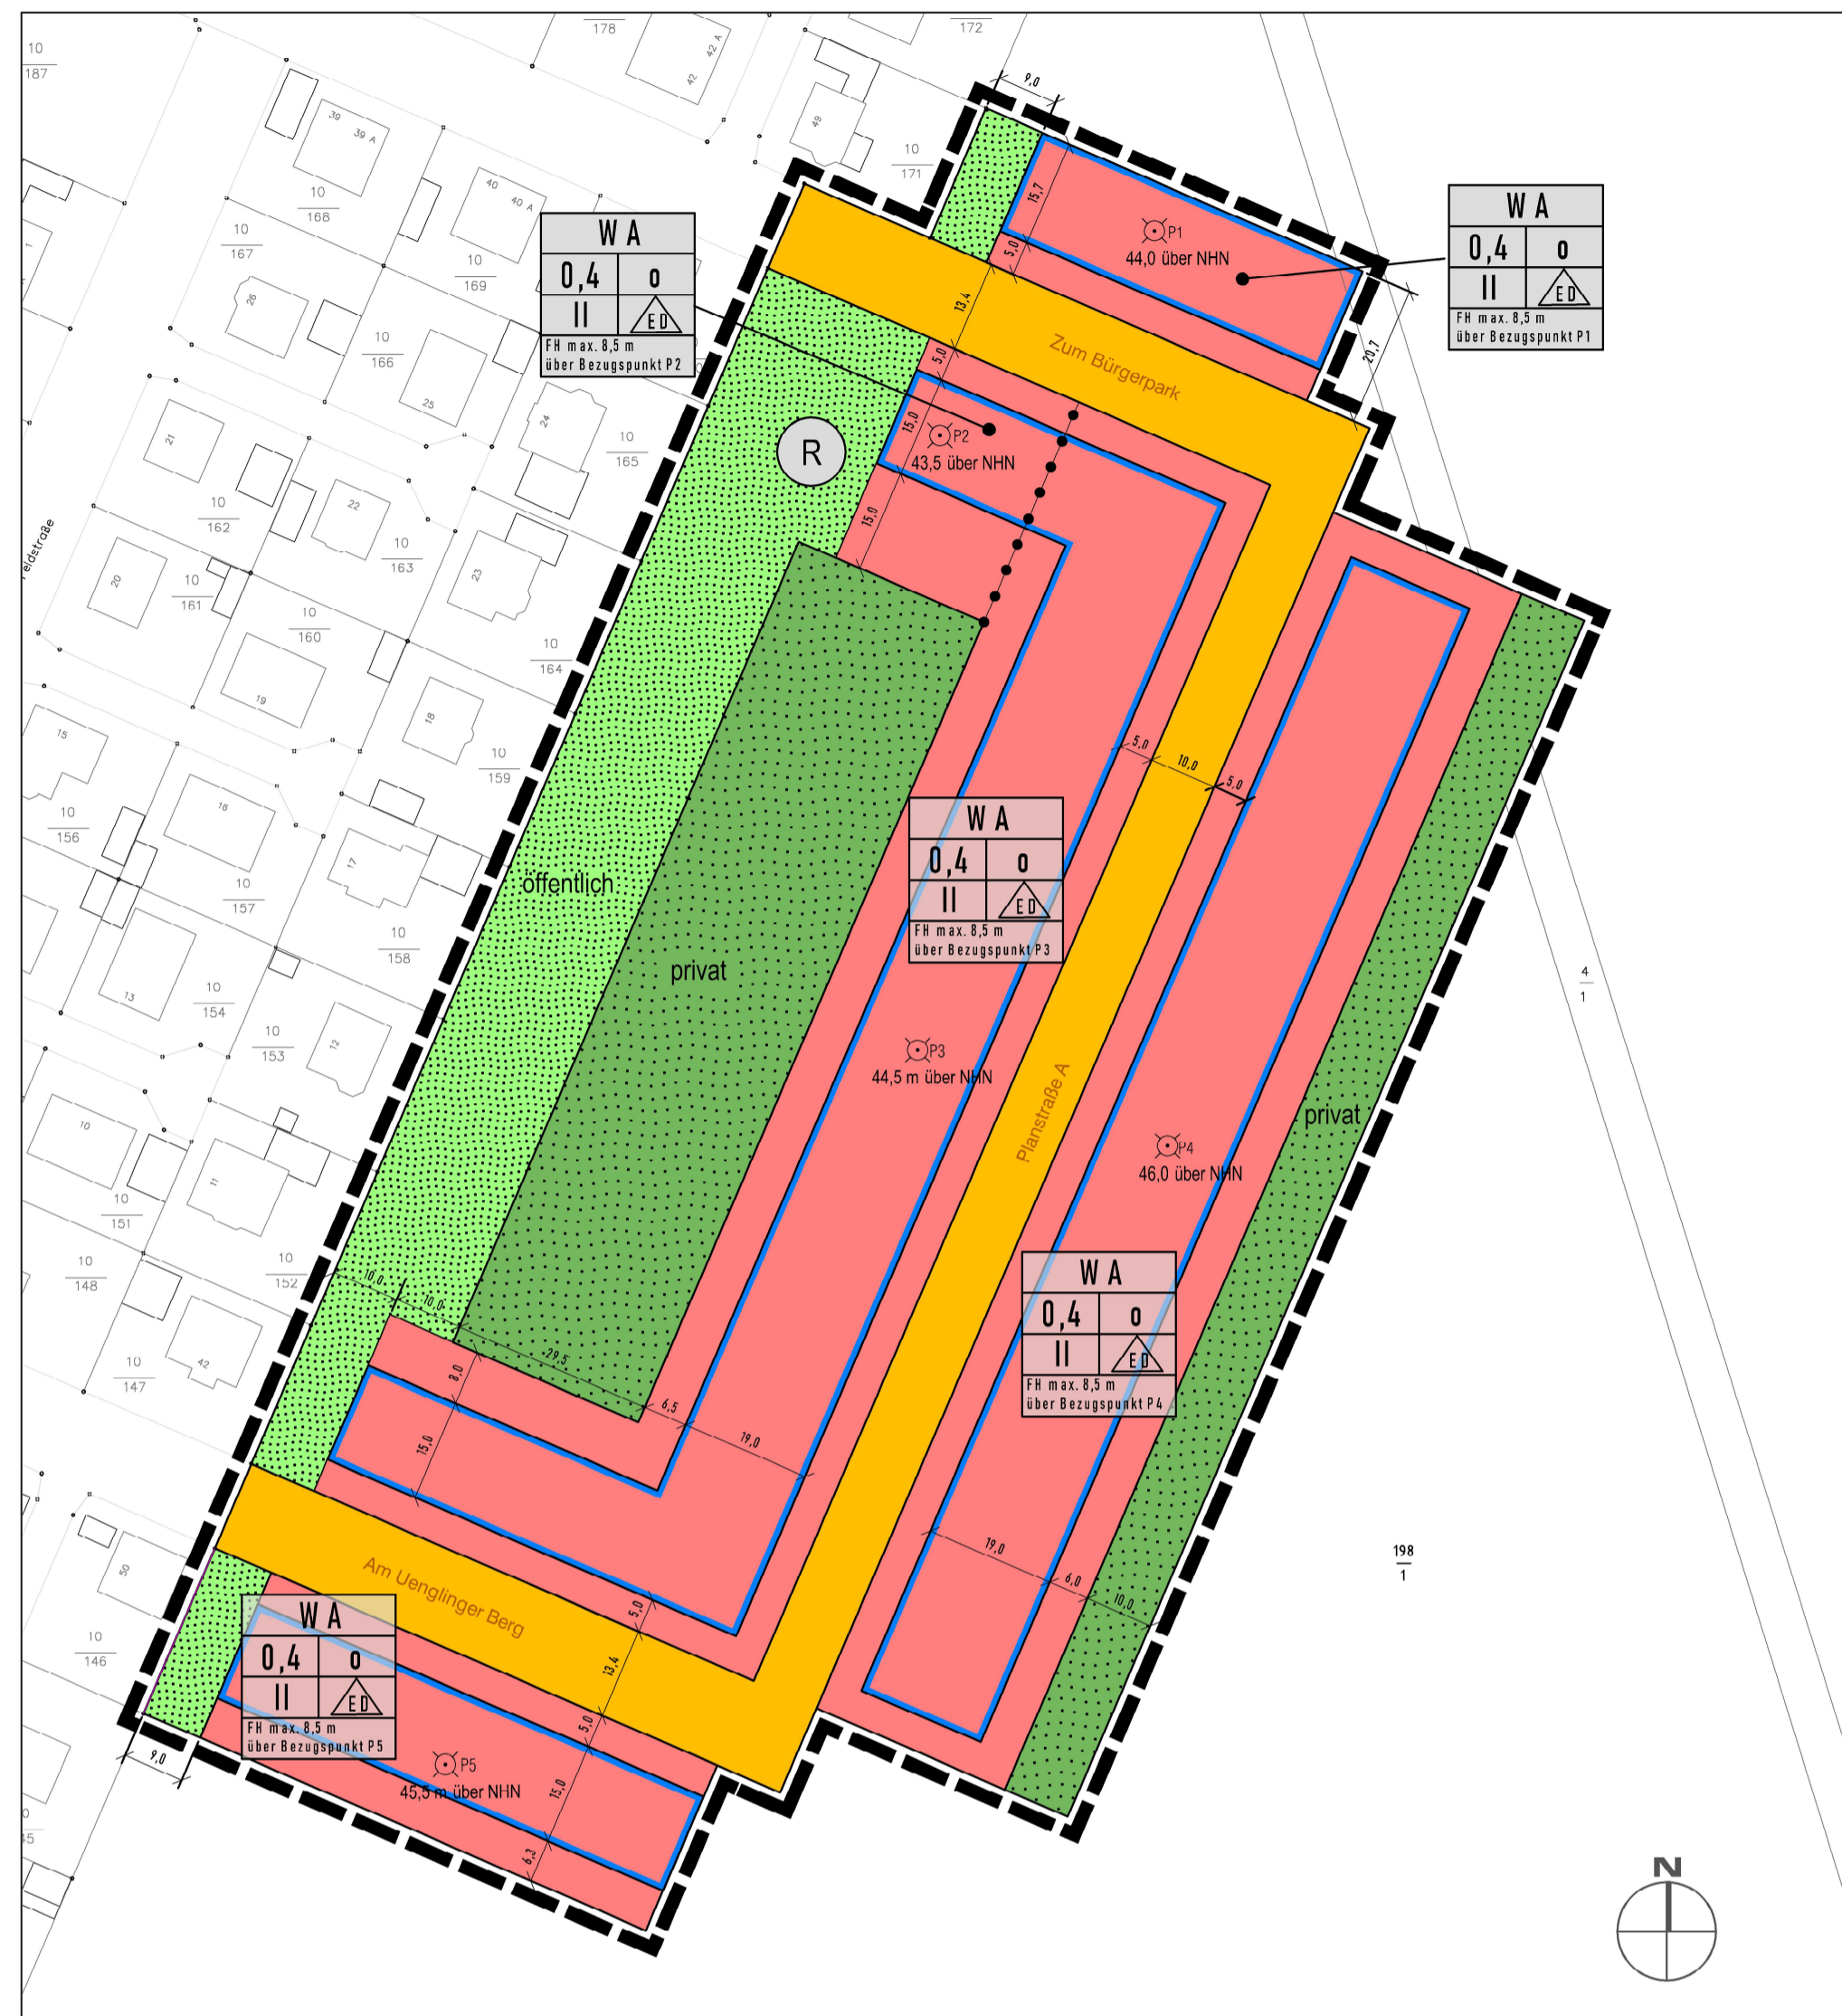 10
187
178
42 A
42
172
49
10
171
9,0
39
39 A
10
168
40
40 A
10
167
10
169
26
10
166
25
24
10
165
W A
0,4
o
II
ED
FH max. 8,5 m
über Bezugspunkt P2
15,7
5,0
P1
44,0 über NHN
W A
0,4
o
II
ED
FH max. 8,5 m
über Bezugspunkt P1
20,7
13,4
Zum Bürgerpark
5,0
R
15,0
P2
43,5 über NHN
15,0
21
10
162
22
10
163
23
20
10
161
10
160
10
164
19
18
10
159
15
16
10
156
10
157
17
10
158
13
10
154
10
153
12
10
11
10
151
10
152
10
148
10
147
42
50
10
146
5,0
10,0
5,0
W A
0,4
o
II
ED
FH max. 8,5 m
über Bezugspunkt P3
öffentlich
privat
P3
44,5 m über NHN
Planstraße A
P4
46,0 über NHN
privat
4
1
W A
0,4
o
II
ED
FH max. 8,5 m
über Bezugspunkt P4
10,0
10,0
29,5
8,0
15,0
6,5
19,0
19,0
6,0
10,0
198
1
Am Uenglinger Berg
5,0
13,4
5,0
15,0
6,3
W A
0,4
o
II
ED
FH max. 8,5 m
über Bezugspunkt P5
P5
45,5 m über NHN
9,0
N